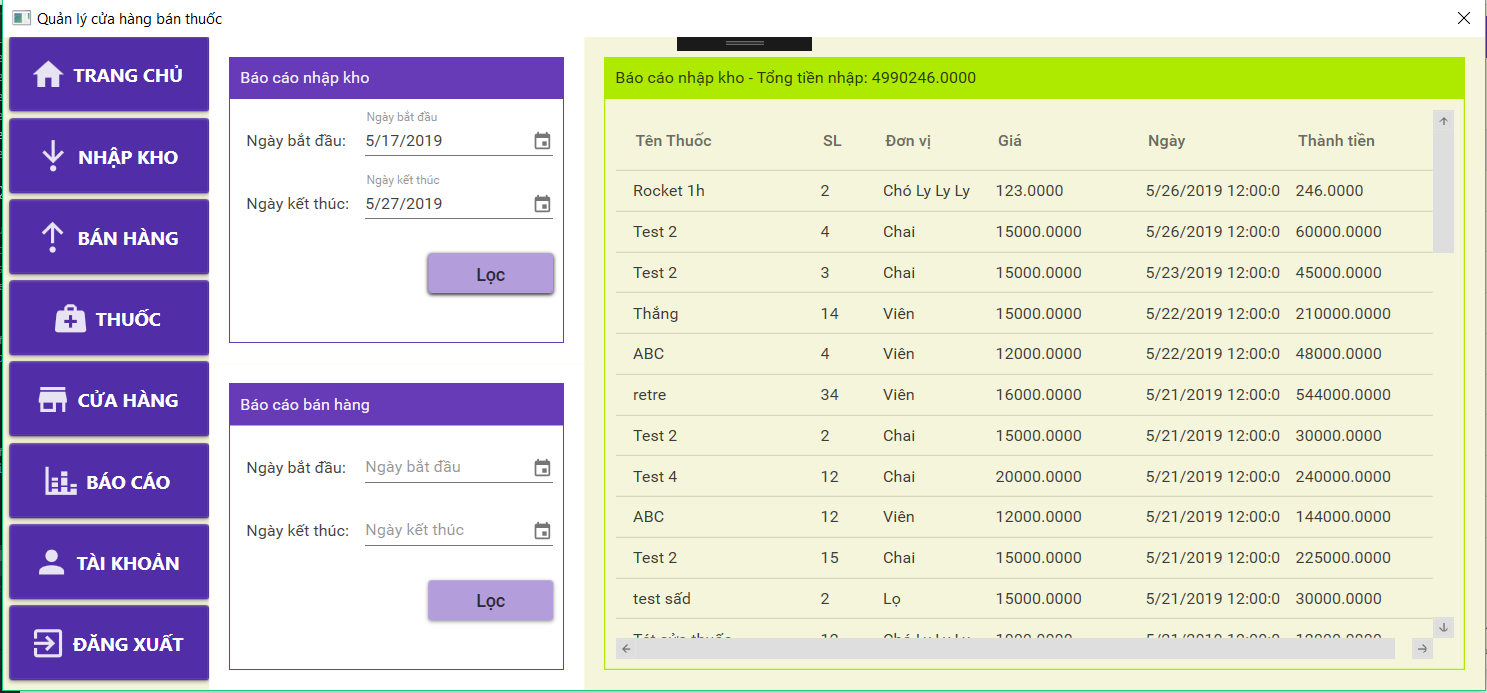 Quản lý cửa hàng bán thuốc
TRANG CHỦ
NHẬP KHO
BÁN HÀNG
THUỐC
CỬA HÀNG
BÁO CÁO
TÀI KHOẢN
ĐĂNG XUẤT
Báo cáo nhập kho
Ngày bắt đầu
Ngày bắt đầu: 5/17/2019
Ngày kết thúc
Ngày kết thúc: 5/27/2019
Lọc
Báo cáo bán hàng
Ngày bắt đầu: Ngày bắt đầu
Ngày kết thúc: Ngày kết thúc
Lọc
Báo cáo nhập kho - Tổng tiền nhập: 4990246.0000
Tên Thuốc SL Đơn vị Giá Ngày Thành tiền
Rocket 1h 2 Chó Ly Ly Ly 123.0000 5/26/2019 12:00:0 246.0000
Test 2 4 Chai 15000.0000 5/26/2019 12:00:0 60000.0000
Test 2 3 Chai 15000.0000 5/23/2019 12:00:0 45000.0000
Thắng 14 Viên 15000.0000 5/22/2019 12:00:0 210000.0000
ABC 4 Viên 12000.0000 5/22/2019 12:00:0 48000.0000
retre 34 Viên 16000.0000 5/21/2019 12:00:0 544000.0000
Test 2 2 Chai 15000.0000 5/21/2019 12:00:0 30000.0000
Test 4 12 Chai 20000.0000 5/21/2019 12:00:0 240000.0000
ABC 12 Viên 12000.0000 5/21/2019 12:00:0 144000.0000
Test 2 15 Chai 15000.0000 5/21/2019 12:00:0 225000.0000
test sấd 2 Lọ 15000.0000 5/21/2019 12:00:0 30000.0000